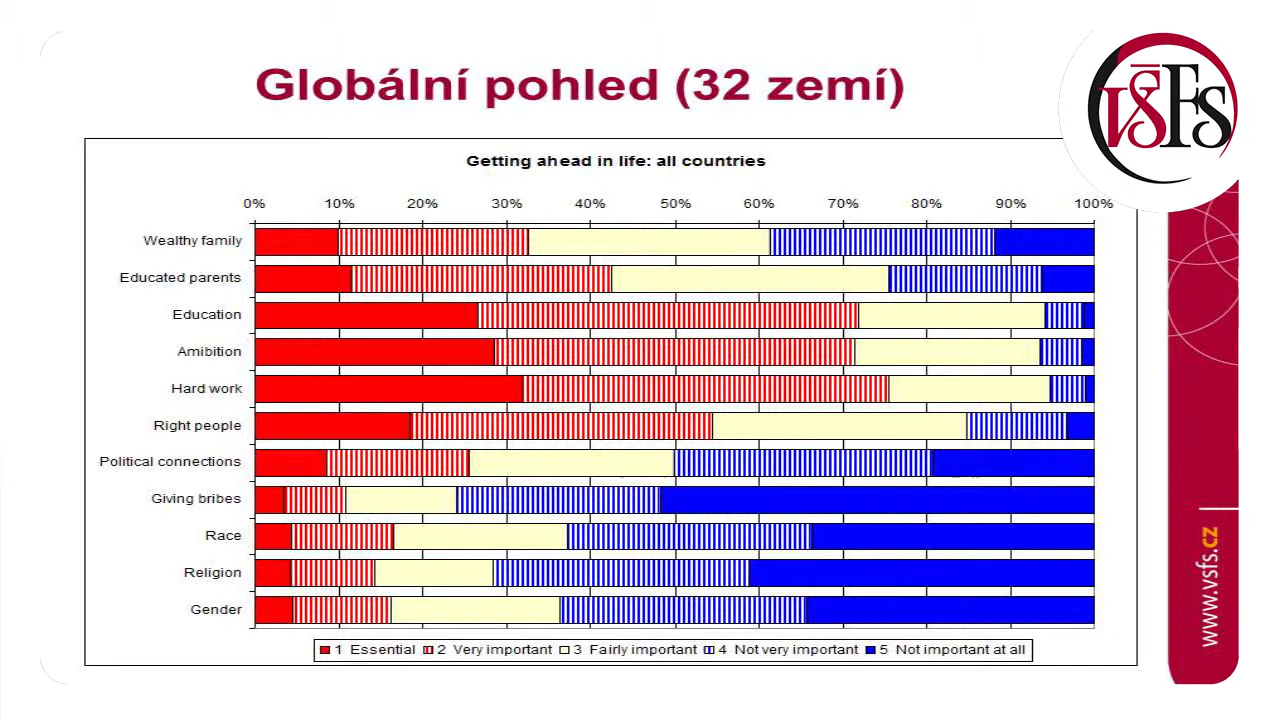 Globální pohled (32 zemí)
VŠFS
Getting ahead in life: all countries
0% 10% 20% 30% 40% 50% 60% 70% 80% 90% 100%
Wealthy family
Educated parents
Education
Amibition
Hard work
Right people
Political connections
Giving bribes
Race
Religion
Gender
1 Essential 2 Very important 3 Fairly important 4 Not very important 5 Not important at all
www.vsfs.cz